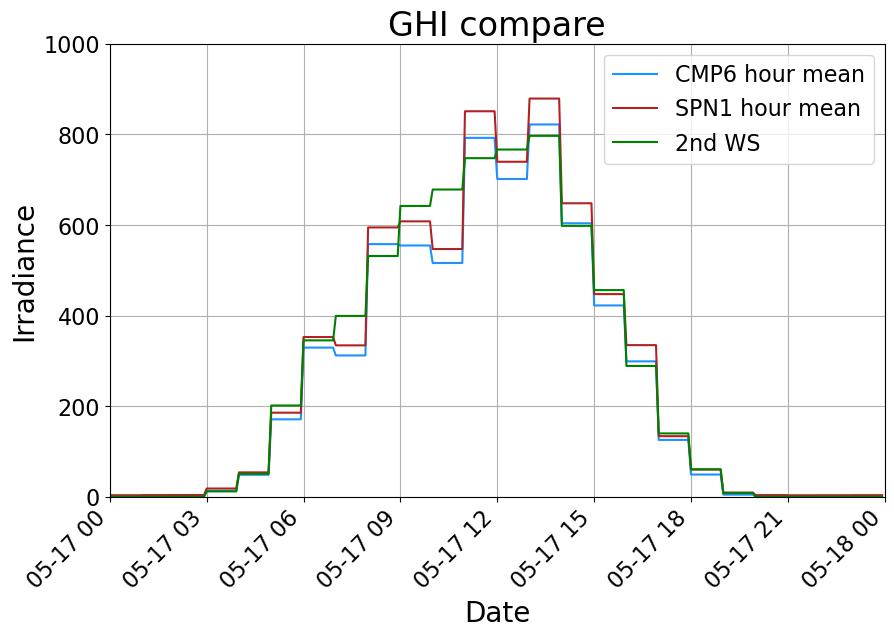 GHI compare
1000
800
600
400
200
0
Irradiance
CMP6 hour mean
SPN1 hour mean
2nd WS
05-17 00
05-17 03
05-17 06
05-17 09
05-17 12
05-17 15
05-17 18
05-17 21
05-18 00
Date